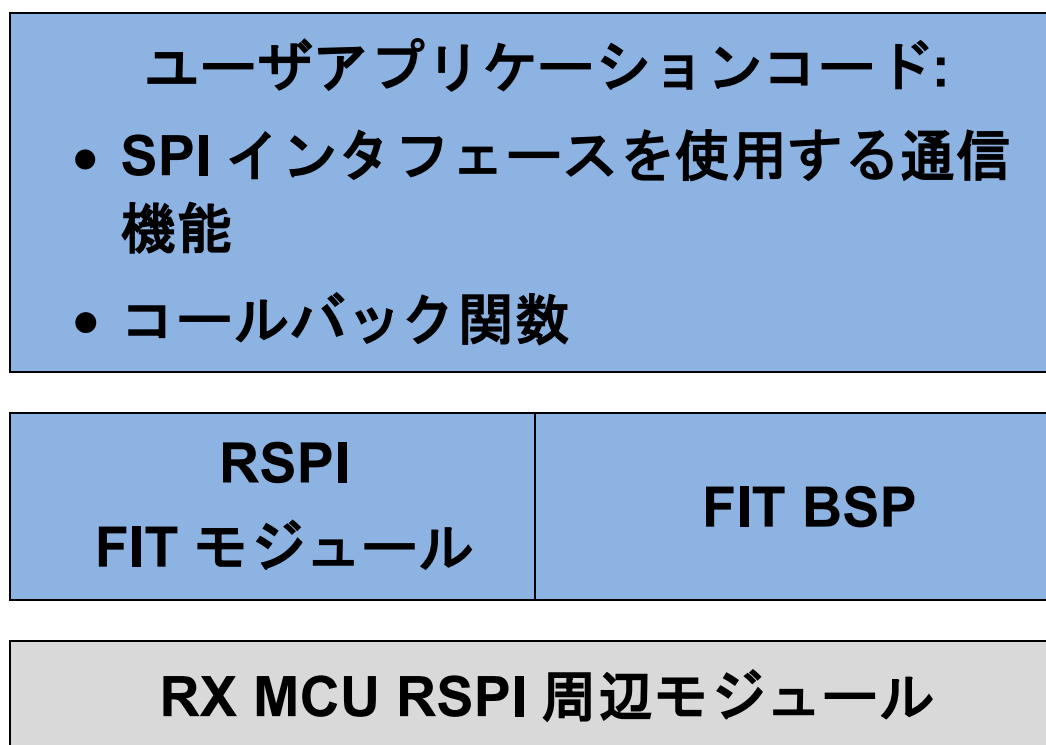 ユーザアプリケーションコード:
• SPI インタフェースを使用する通信
機能
• コールバック関数
RSPI
FIT モジュール
FIT BSP
RX MCU RSPI 周辺モジュール